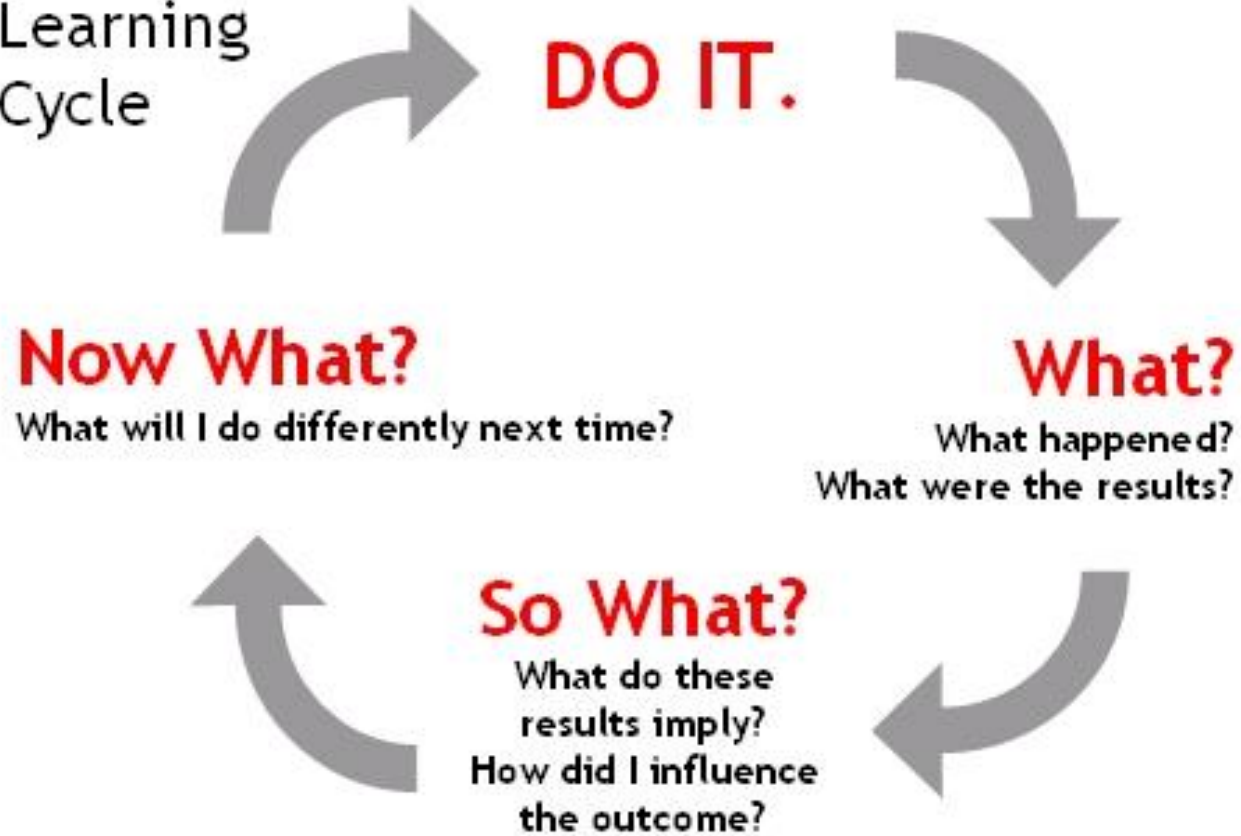 Learning
Cycle
DO IT.
What?
What happened?
What were the results?
So What?
What do these
results imply?
How did I influence
the outcome?
Now What?
What will I do differently next time?